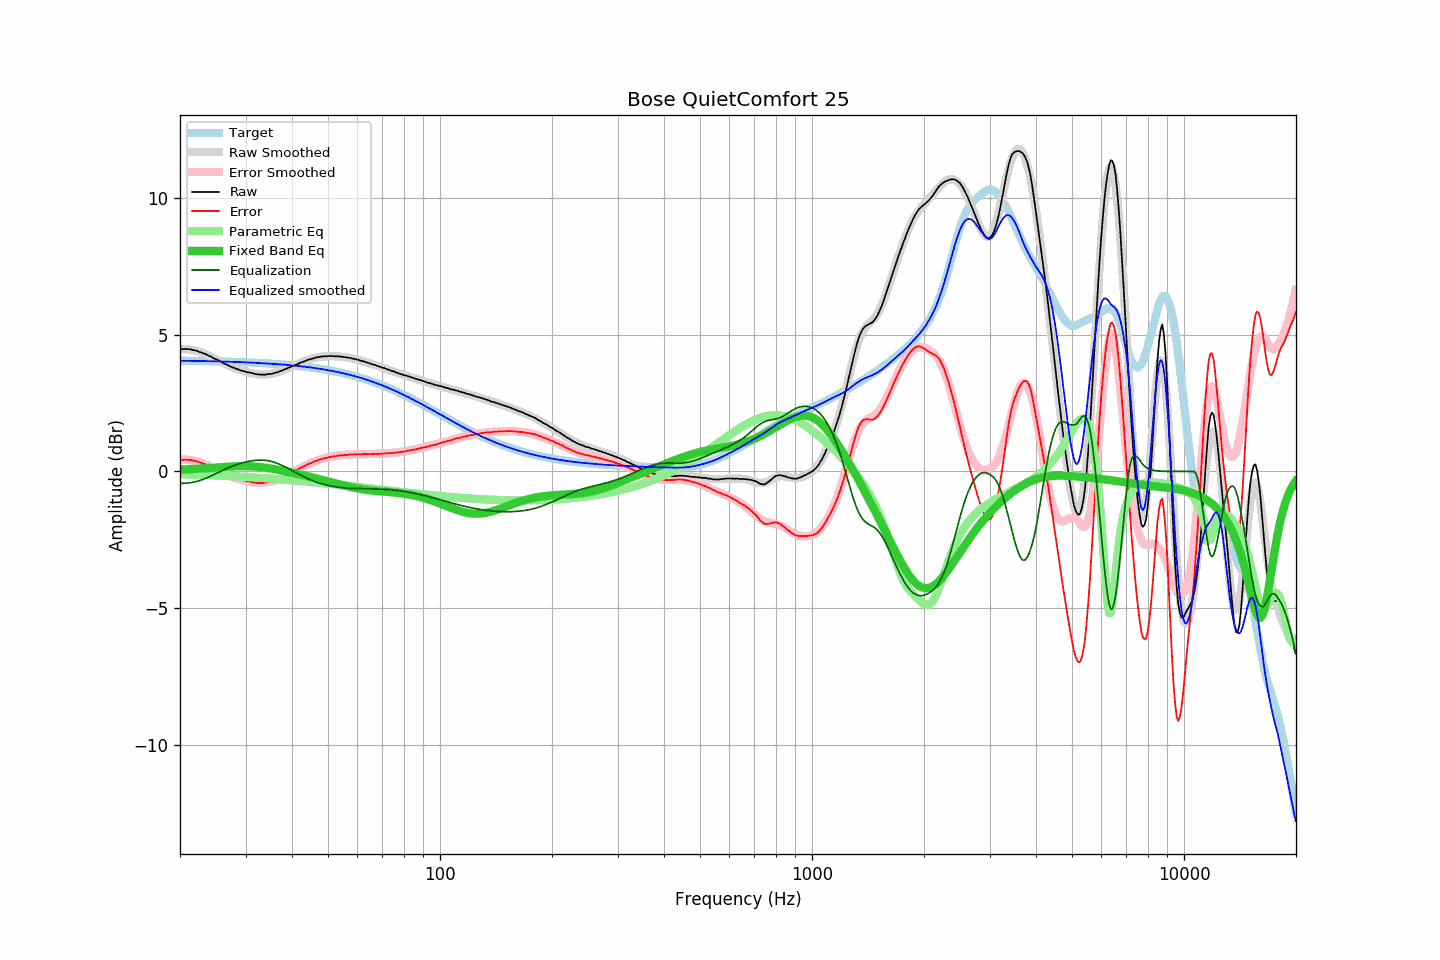 Bose QuietComfort 25
Target
Raw Smoothed
Error Smoothed
Raw
Error
Parametric Eq
Fixed Band Eq
Equalization
Equalized smoothed
10
5
0
−5
−10
Amplitude (dBr)
100
1000
10000
Frequency (Hz)